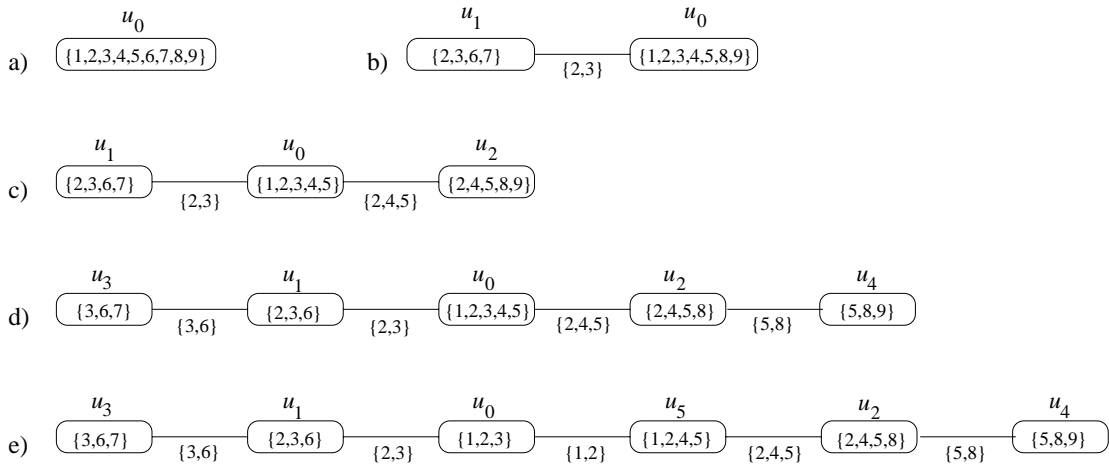 u0 u1 u0
a) {1,2,3,4,5,6,7,8,9} b) {2,3,6,7} {1,2,3,4,5,8,9}
{2,3}
u1 u0 u2
c) {2,3,6,7} {1,2,3,4,5} {2,4,5,8,9}
{2,3} {2,4,5}
u3 u1 u0 u2 u4
d) {3,6,7} {2,3,6} {1,2,3,4,5} {2,4,5,8} {5,8,9}
{3,6} {2,3} {2,4,5} {5,8}
u3 u1 u0 u5 u2 u4
e) {3,6,7} {2,3,6} {1,2,3} {1,2,4,5} {2,4,5,8} {5,8,9}
{3,6} {2,3} {1,2} {2,4,5} {5,8}